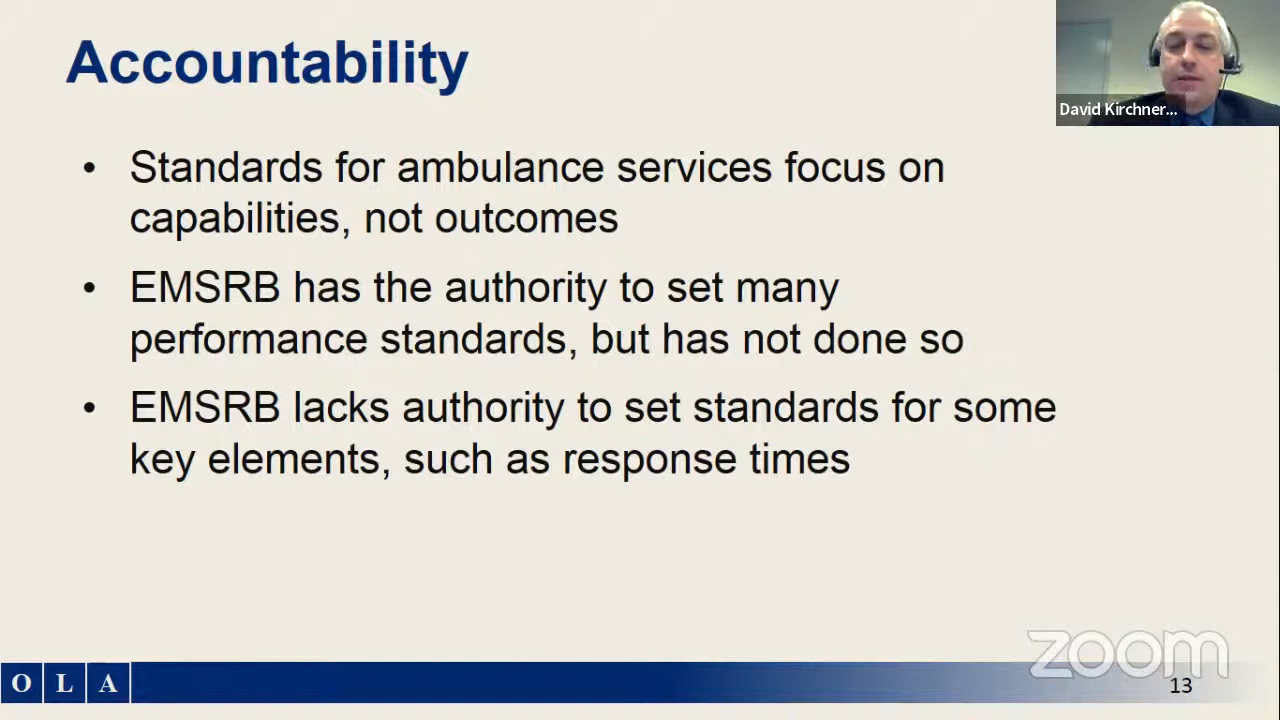 Accountability
David Kirchner...
• Standards for ambulance services focus on
capabilities, not outcomes
• EMSRB has the authority to set many
performance standards, but has not done so
• EMSRB lacks authority to set standards for some
key elements, such as response times
zoom
O L A
13